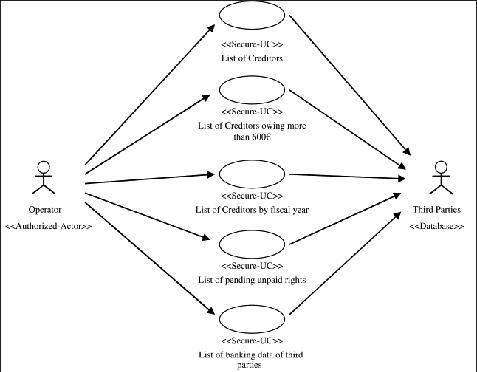 <<Secure-UC>>
List of Creditors
<<Secure-UC>>
List of Creditors owing more
than 600€
<<Secure-UC>>
List of Creditors by fiscal year
Operator
<<Authorized-Actor>>
Third Parties
<<Database>>
<<Secure-UC>>
List of pending unpaid rights
<<Secure-UC>>
List of banking data of third
parties